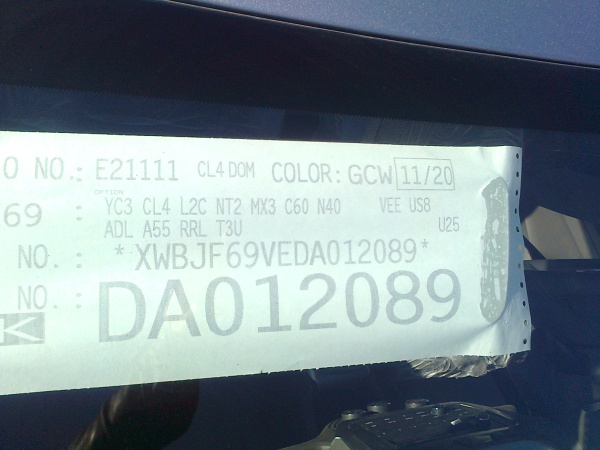 O NO.: E21111 CL4 DOM COLOR: GCW 11/20
OPTION
69 : YC3 CL4 L2C NT2 MX3 C60 N40 VEE US8
ADL A55 RRL T3U U25
NO. : *XWBJF69VEDA012089*
NO. : DA012089
K